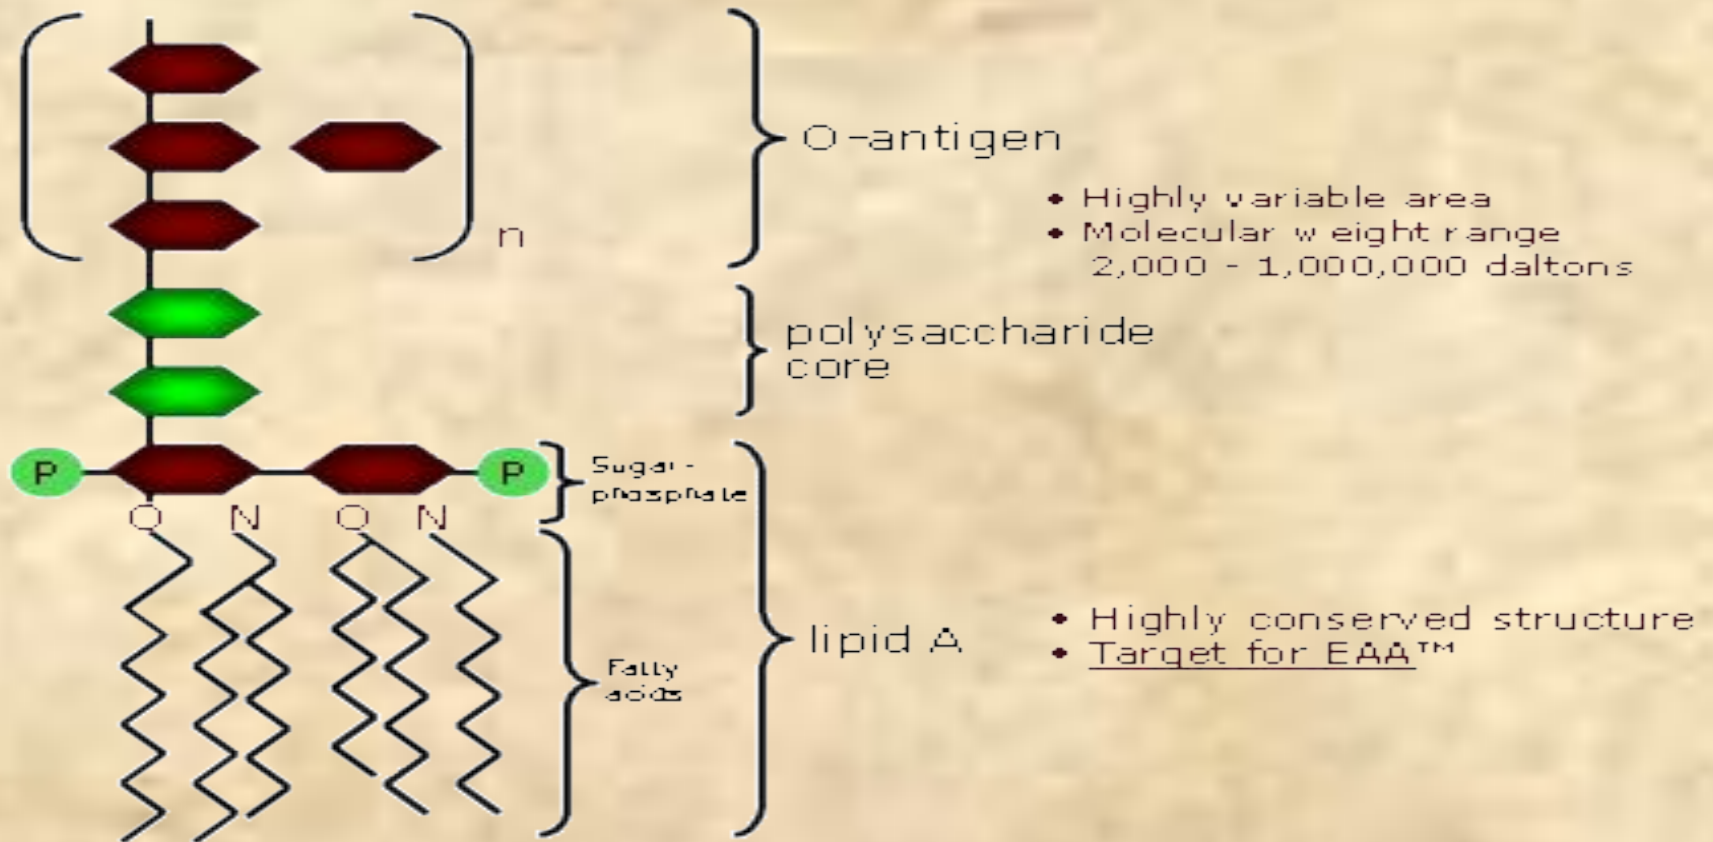 O-antigen
n
• Highly variable area
• Molecular weight range
2,000 - 1,000,000 daltons
polysaccharide
core
P
P
Sugar-
phosphate
O N O N
lipid A
Fatty
acids
• Highly conserved structure
• Target for EAA™